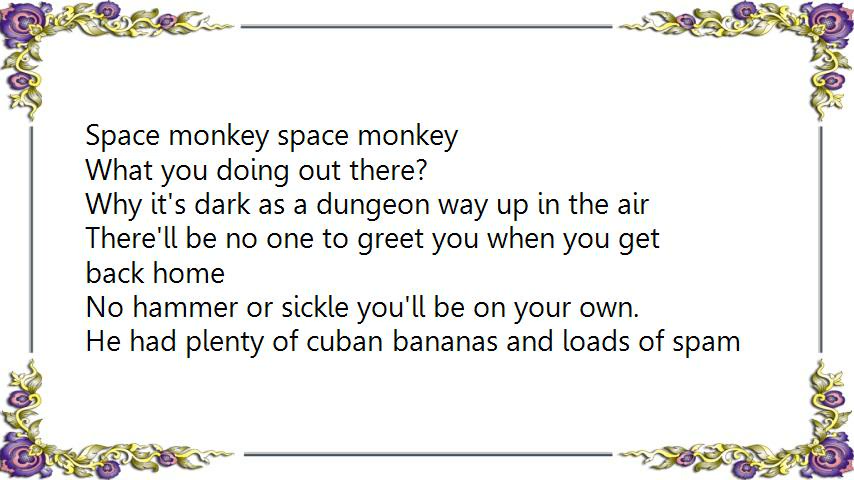 Space monkey space monkey
What you doing out there?
Why it's dark as a dungeon way up in the air
There'll be no one to greet you when you get
back home
No hammer or sickle you'll be on your own.
He had plenty of cuban bananas and loads of spam